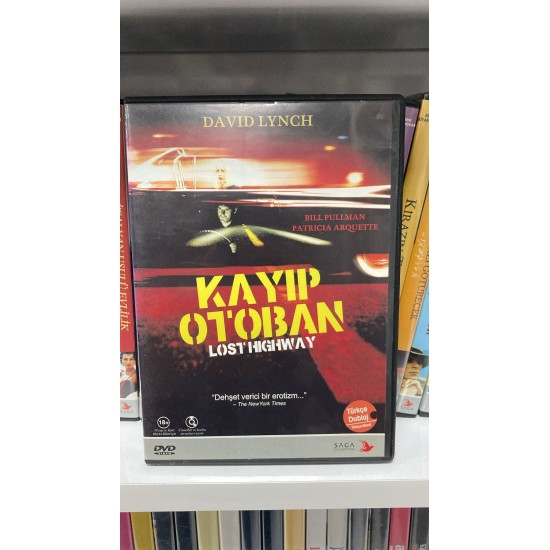 DAVID LYNCH
BILL PULLMAN
PATRICIA ARQUETTE
KAYIP
OTOBAN
LOST HIGHWAY
"Dehşet verici bir erotizm..."
– The New York Times
18+
Türkçe
Dublaj
DVD
VIDEO
SAGA